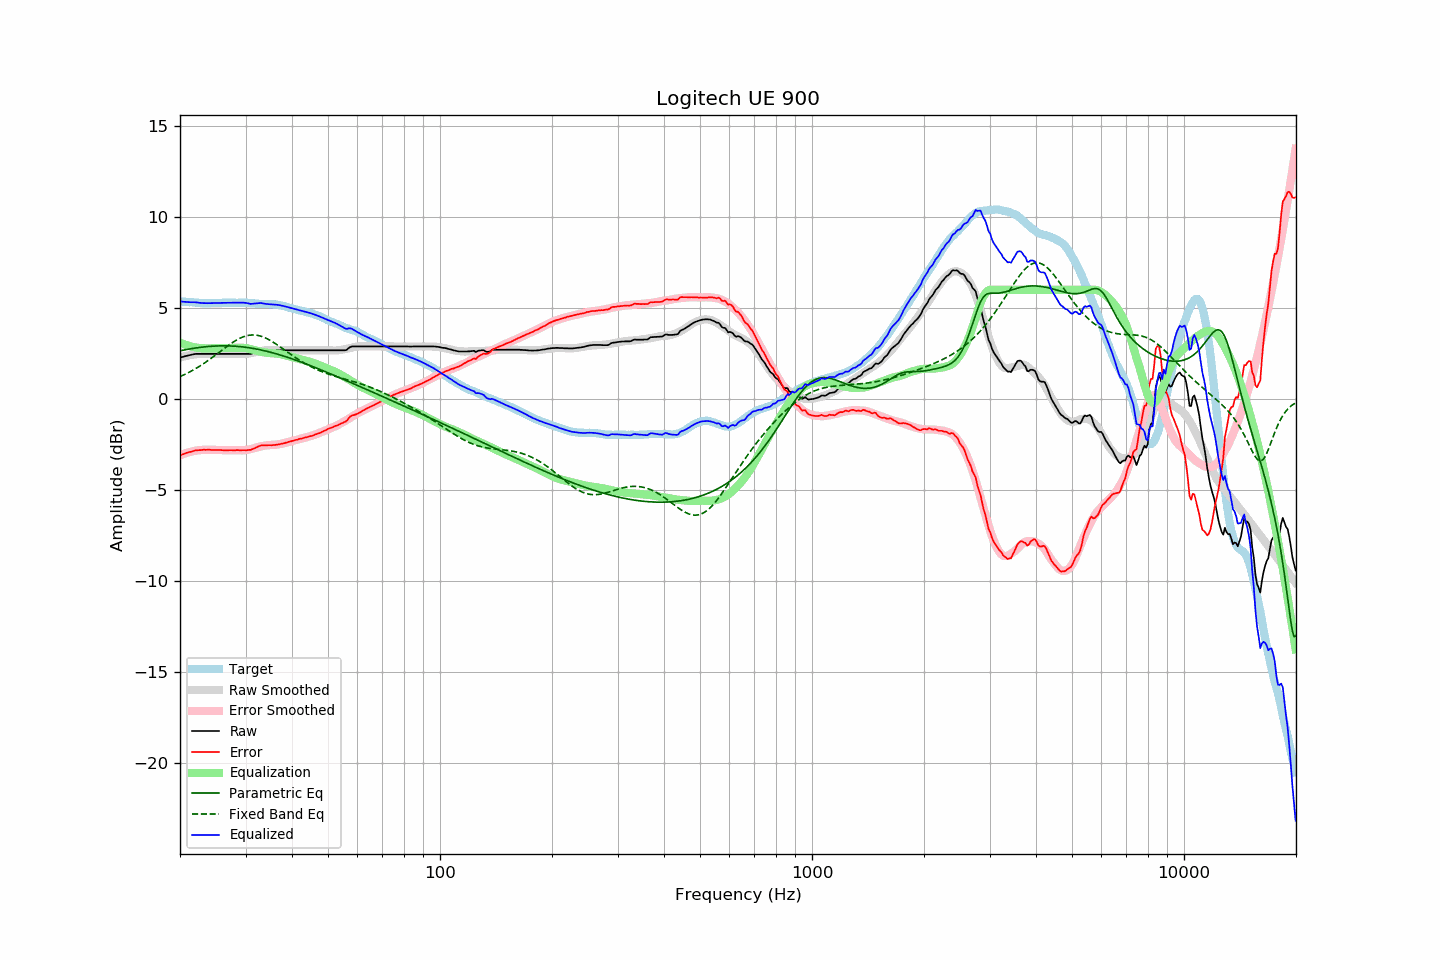 Logitech UE 900
15
10
5
0
−5
−10
−15
−20
Amplitude (dBr)
Target
Raw Smoothed
Error Smoothed
Raw
Error
Equalization
Parametric Eq
Fixed Band Eq
Equalized
100
1000
10000
Frequency (Hz)